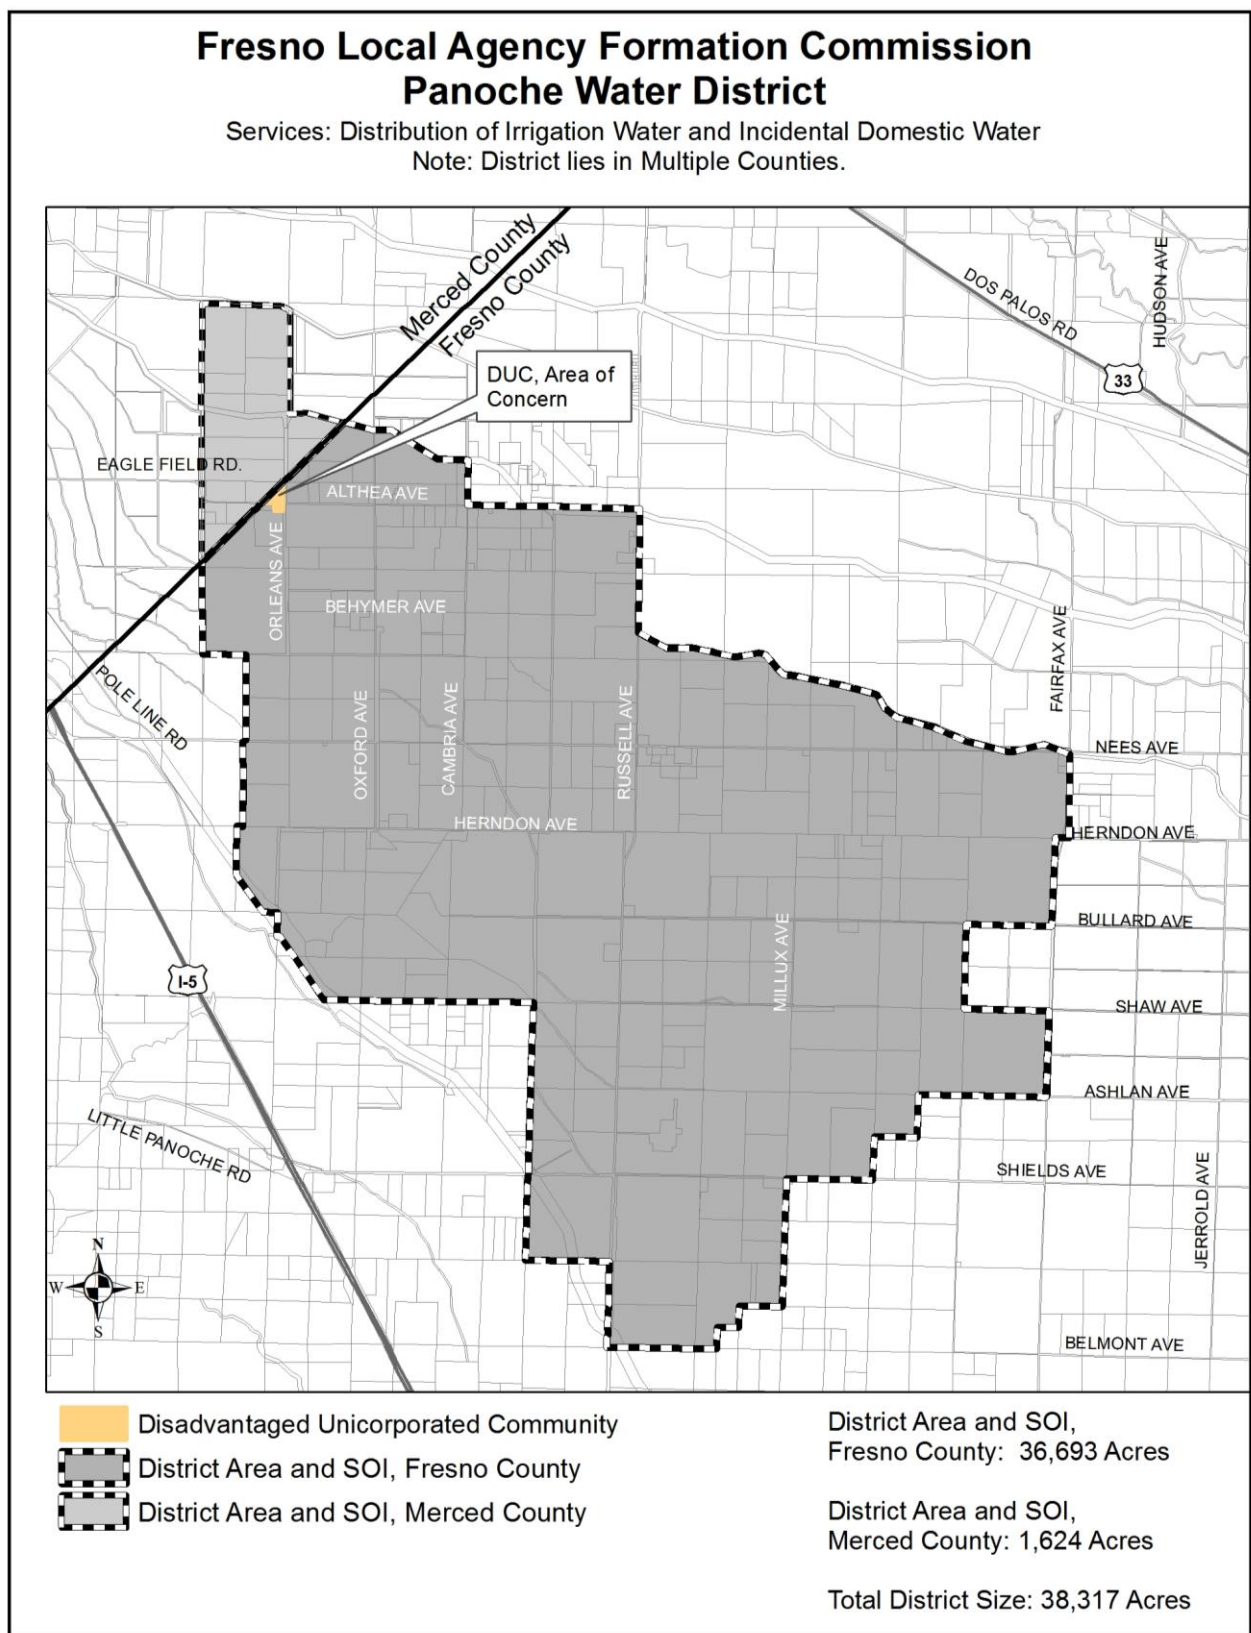 Fresno Local Agency Formation Commission
Panoche Water District
Services: Distribution of Irrigation Water and Incidental Domestic Water
Note: District lies in Multiple Counties.
Merced County
Fresno County
DOS PALOS RD
HUDSON AVE
33
DUC, Area of
Concern
EAGLE FIELD RD.
ALTHEA AVE
ORLEANS AVE
BEHYMER AVE
FAIRFAX AVE
POLE LINE RD
OXFORD AVE
CAMBRIA AVE
RUSSELL AVE
NEES AVE
HERNDON AVE
HERNDON AVE
MILLUX AVE
BULLARD AVE
I-5
SHAW AVE
ASHLAN AVE
LITTLE PANOCHE RD
SHIELDS AVE
JERROLD AVE
N
W
E
S
BELMONT AVE
Disadvantaged Unicorporated Community
District Area and SOI, Fresno County
District Area and SOI, Merced County
District Area and SOI,
Fresno County: 36,693 Acres
District Area and SOI,
Merced County: 1,624 Acres
Total District Size: 38,317 Acres